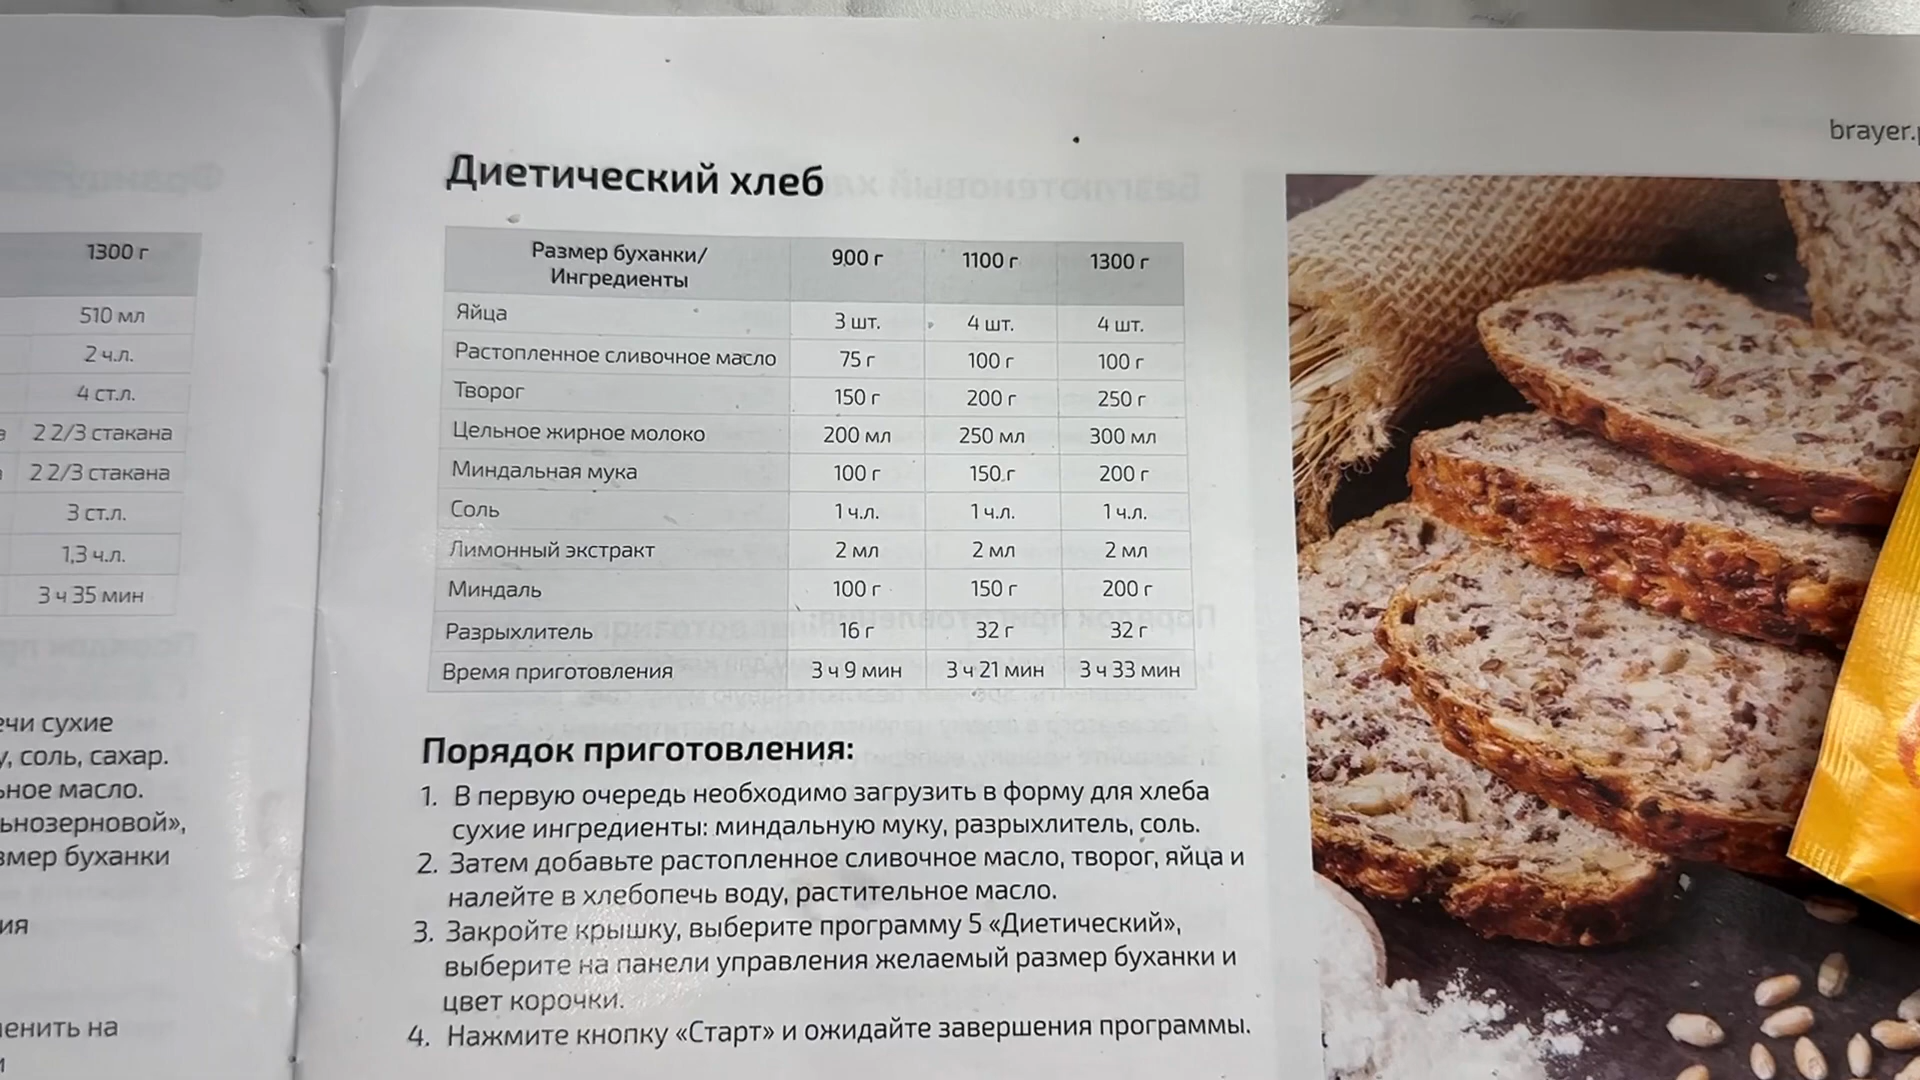 1300 г
510 мл
2 ч.л.
4 ст.л.
2 2/3 стакана
2 2/3 стакана
3 ст.л.
1,3 ч.л.
3 ч 35 мин
сухие
соль, сахар.
масло.
размер буханки
на
brayer.
Диетический хлеб
Размер буханки/ 900 г 1100 г 1300 г
Ингредиенты
Яйца 3 шт. 4 шт. 4 шт.
Растопленное сливочное масло 75 г 100 г 100 г
Творог 150 г 200 г 250 г
Цельное жирное молоко 200 мл 250 мл 300 мл
Миндальная мука 100 г 150 г 200 г
Соль 1 ч.л. 1 ч.л. 1 ч.л.
Лимонный экстракт 2 мл 2 мл 2 мл
Миндаль 100 г 150 г 200 г
Разрыхлитель 16 г 32 г 32 г
Время приготовления 3 ч 9 мин 3 ч 21 мин 3 ч 33 мин
Порядок приготовления:
1. В первую очередь необходимо загрузить в форму для хлеба
сухие ингредиенты: миндальную муку, разрыхлитель, соль.
2. Затем добавьте растопленное сливочное масло, творог, яйца и
налейте в хлебопечь воду, растительное масло.
3. Закройте крышку, выберите программу 5 «Диетический»,
выберите на панели управления желаемый размер буханки и
цвет корочки.
4. Нажмите кнопку «Старт» и ожидайте завершения программы.